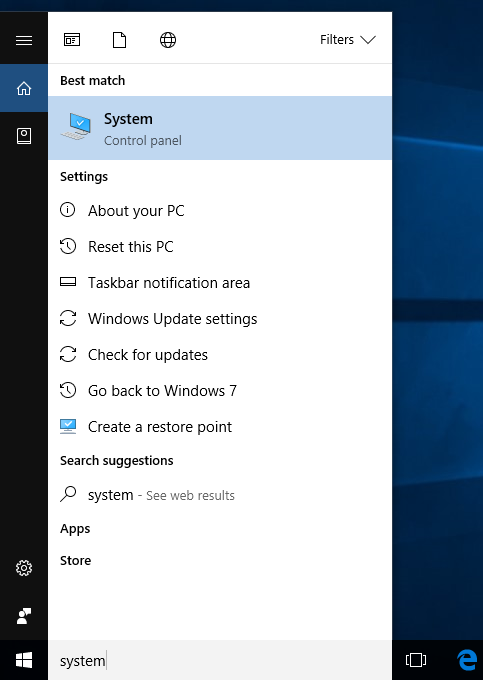 Filters
Best match
System
Control panel
Settings
About your PC
Reset this PC
Taskbar notification area
Windows Update settings
Check for updates
Go back to Windows 7
Create a restore point
Search suggestions
system - See web results
Apps
Store
system